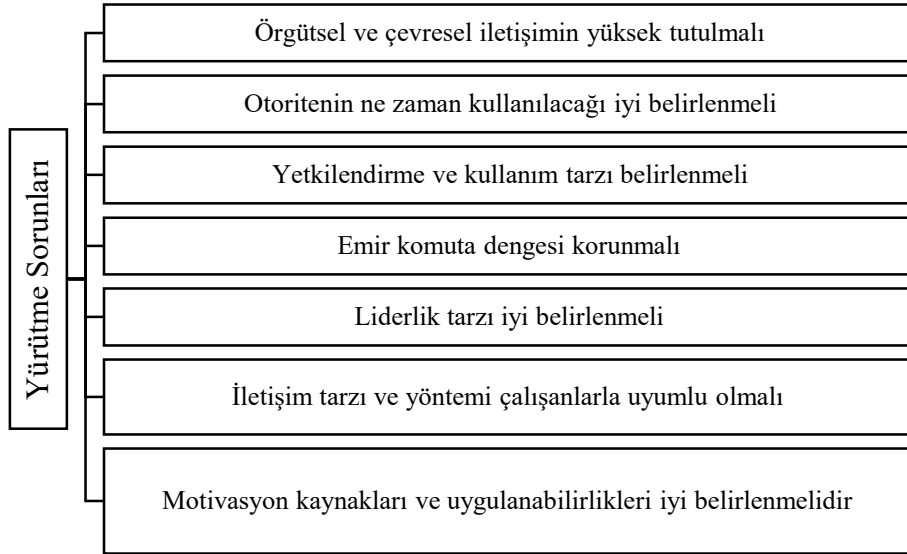 Yürütme Sorunları
Örgütsel ve çevresel iletişimin yüksek tutulmalı
Otoritenin ne zaman kullanılacağı iyi belirlenmeli
Yetkilendirme ve kullanım tarzı belirlenmeli
Emir komuta dengesi korunmalı
Liderlik tarzı iyi belirlenmeli
İletişim tarzı ve yöntemi çalışanlarla uyumlu olmalı
Motivasyon kaynakları ve uygulanabilirlikleri iyi belirlenmelidir